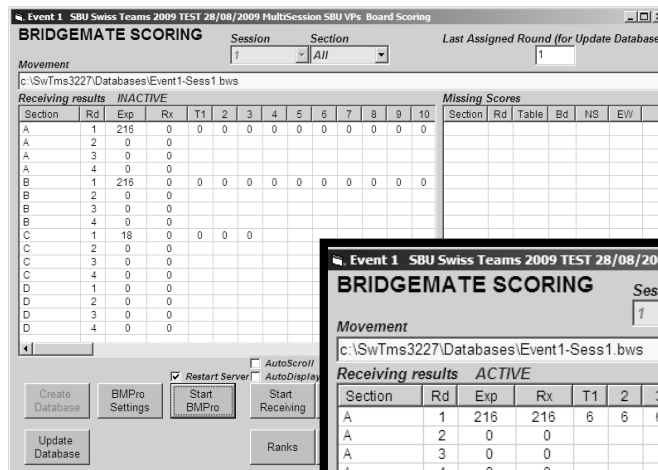 Event 1 SBU Swiss Teams 2009 TEST 28/08/2009 MultiSession SBU VPs Board Scoring
BRIDGEMATE SCORING Session Section Last Assigned Round (for Update Database
1 All 1
Movement
c:\SwTms3227\Databases\Event1-Sess1.bws
Receiving results INACTIVE Missing Scores
Section Rd Exp Rx T1 2 3 4 5 6 7 8 9 10 Section Rd Table Bd NS EW
A 1 216 0 0 0 0 0 0 0 0 0 0 0
A 2 0 0
A 3 0 0
A 4 0 0
B 1 216 0 0 0 0 0 0 0 0 0 0 0
B 2 0 0
B 3 0 0
B 4 0 0
C 1 18 0 0 0 0
C 2 0 0
C 3 0 0
C 4 0 0
D 1 0 0
D 2 0 0
D 3 0 0
D 4 0 0
AutoScroll
Restart Server AutoDisplay
Create Database BMPro Settings Start BMPro Start Receiving
Update Database Ranks
Event 1 SBU Swiss Teams 2009 TEST 28/08/200
BRIDGEMATE SCORING Ses
1
Movement
c:\SwTms3227\Databases\Event1-Sess1.bws
Receiving results ACTIVE
Section Rd Exp Rx T1 2 3
A 1 216 216 6 6 6
A 2 0 0
A 3 0 0